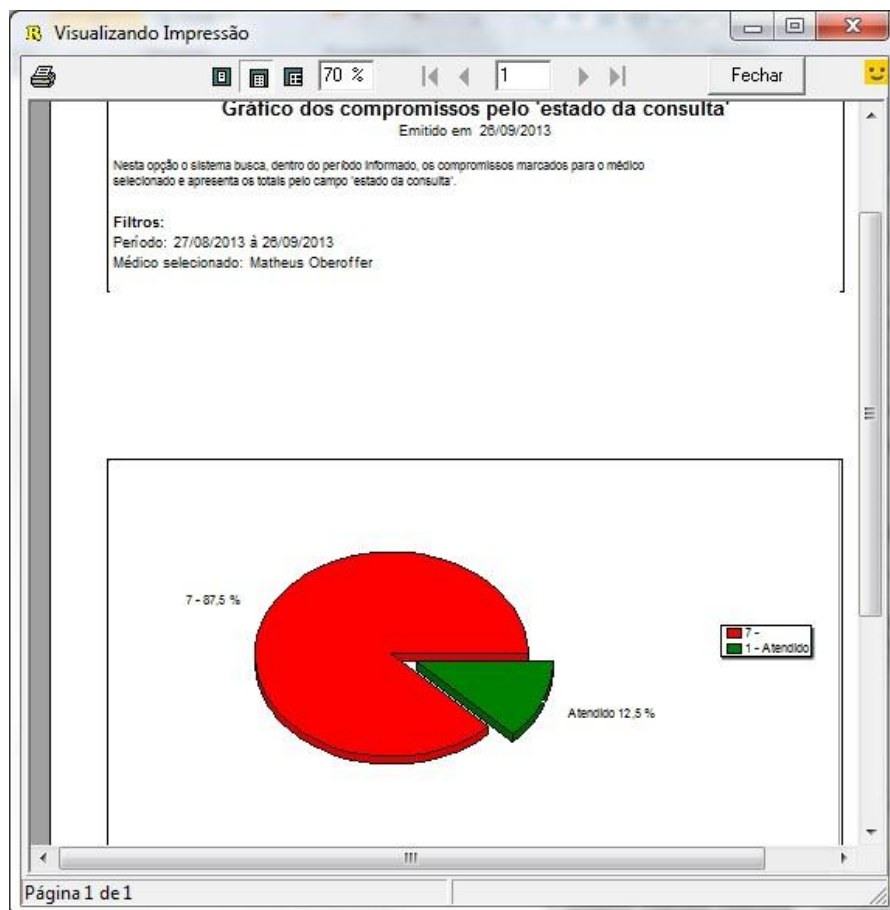 Visualizando Impressão
70 %
1
Fechar
Gráfico dos compromissos pelo 'estado da consulta'
Emitido em 26/09/2013
Nesta opção o sistema busca, dentro do período informado, os compromissos marcados para o médico
selecionado e apresenta os totais pelo campo 'estado da consulta'.
Filtros:
Período: 27/08/2013 à 26/09/2013
Médico selecionado: Matheus Oberoffer
7 - 87,5 %
7 -
1 - Atendido
Atendido 12,5 %
Página 1 de 1